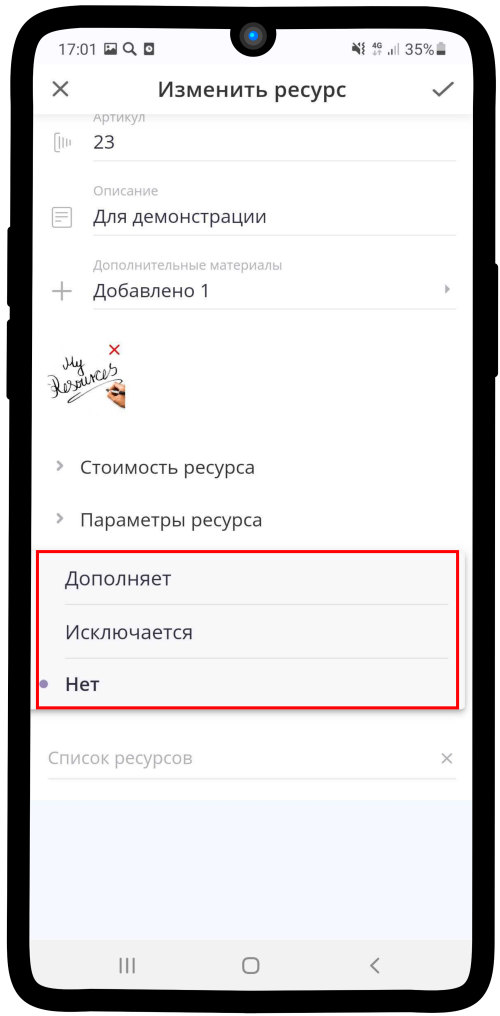 17:01
4G
35%
Изменить ресурс
Артикул
23
Описание
Для демонстрации
Дополнительные материалы
Добавлено 1
My
Resources
Стоимость ресурса
Параметры ресурса
Дополняет
Исключается
Нет
Список ресурсов